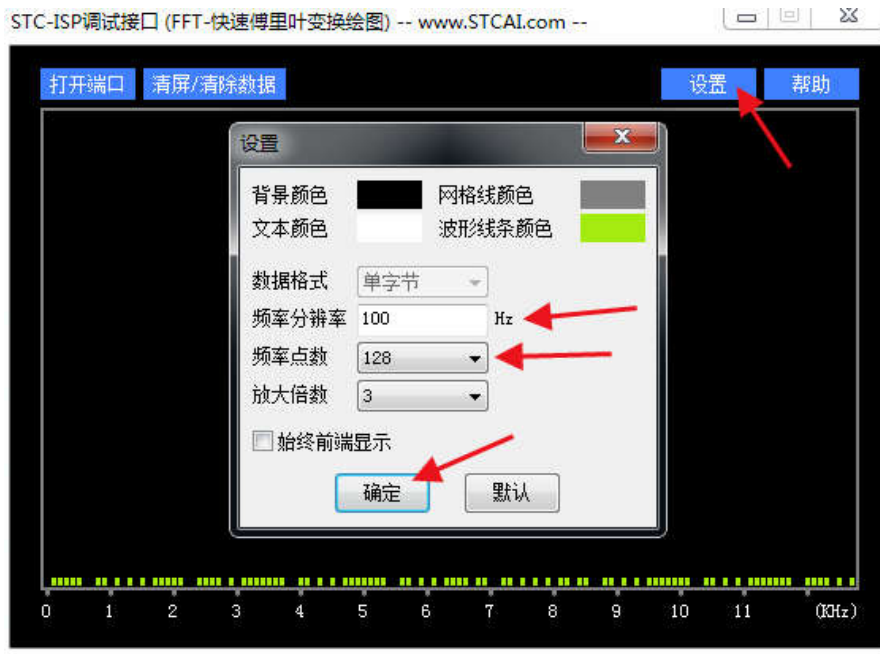 STC-ISP调试接口 (FFT-快速傅里叶变换绘图) -- www.STCAI.com --
打开端口 清屏/清除数据 设置 帮助
设置
背景颜色 网格线颜色
文本颜色 波形线条颜色
数据格式 单字节
频率分辨率 100 Hz
频率点数 128
放大倍数 3
始终前端显示
确定 默认
0 1 2 3 4 5 6 7 8 9 10 11 (KHz)